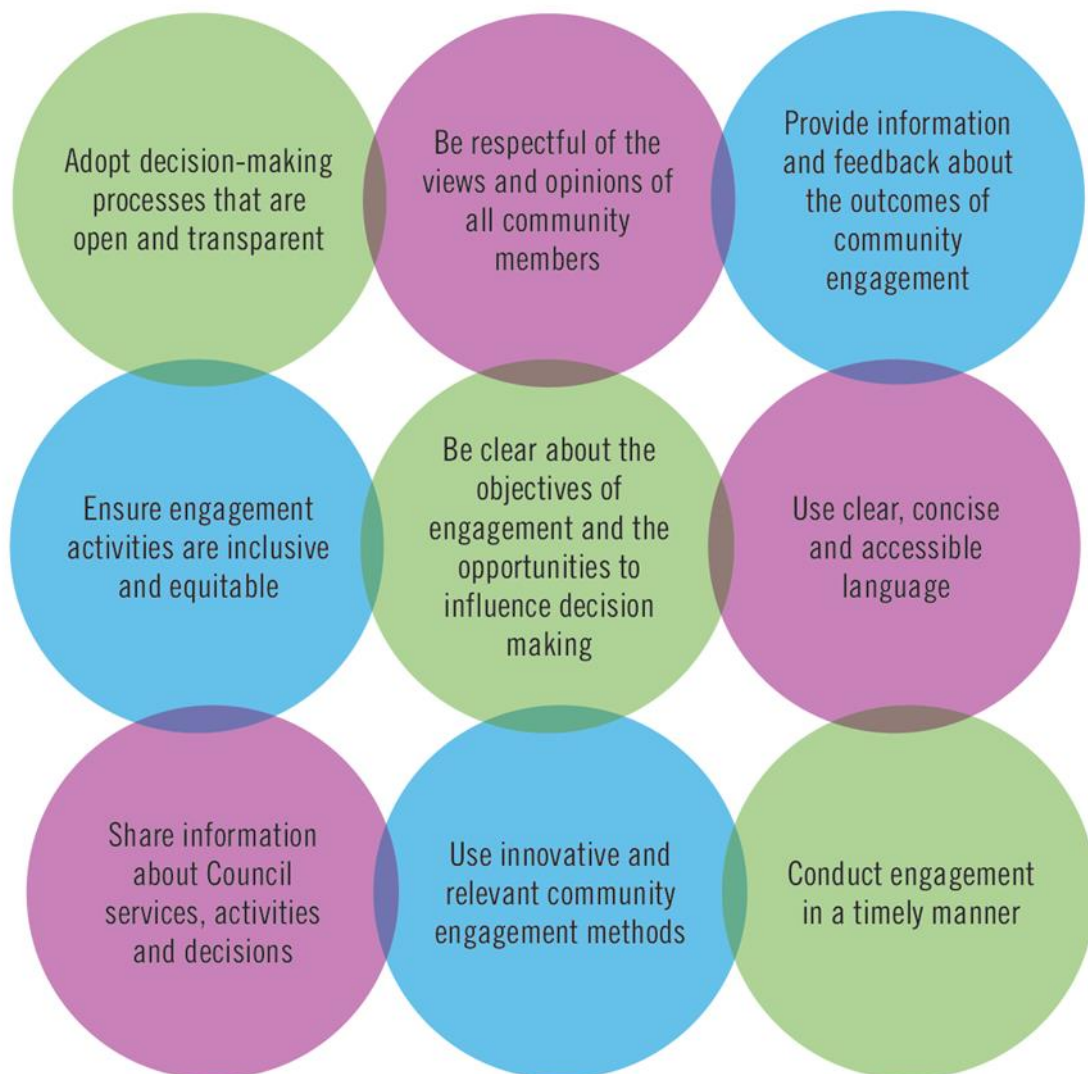 Adopt decision-making
processes that are
open and transparent
Be respectful of the
views and opinions of
all community
members
Provide information
and feedback about
the outcomes of
community
engagement
Ensure engagement
activities are inclusive
and equitable
Be clear about the
objectives of
engagement and the
opportunities to
influence decision
making
Use clear, concise
and accessible
language
Share information
about Council
services, activities
and decisions
Use innovative and
relevant community
engagement methods
Conduct engagement
in a timely manner